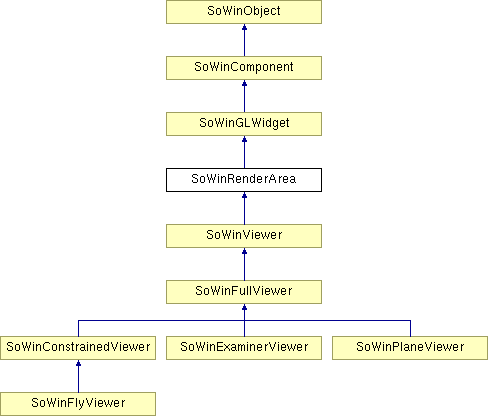 SoWinObject
SoWinComponent
SoWinGLWidget
SoWinRenderArea
SoWinViewer
SoWinFullViewer
SoWinConstrainedViewer
SoWinExaminerViewer
SoWinPlaneViewer
SoWinFlyViewer